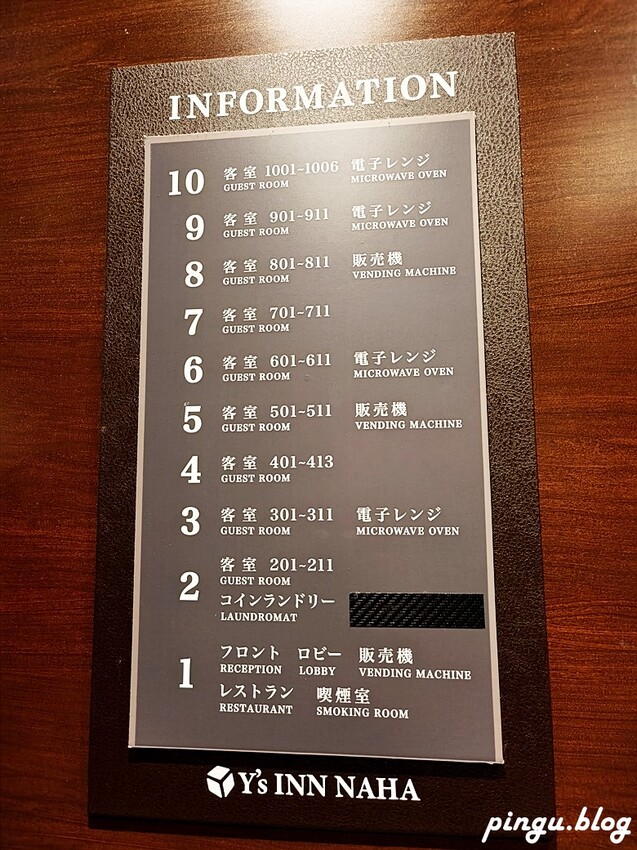 INFORMATION
10 客室 1001~1006 電子レンジ
GUEST ROOM MICROWAVE OVEN
9 客室 901~911 電子レンジ
GUEST ROOM MICROWAVE OVEN
8 客室 801~811 販売機
GUEST ROOM VENDING MACHINE
7 客室 701~711
GUEST ROOM
6 客室 601~611 電子レンジ
GUEST ROOM MICROWAVE OVEN
5 客室 501~511 販売機
GUEST ROOM VENDING MACHINE
4 客室 401~413
GUEST ROOM
3 客室 301~311 電子レンジ
GUEST ROOM MICROWAVE OVEN
2 客室 201~211
GUEST ROOM
コインランドリー
LAUNDROMAT
1 フロント ロビー 販売機
RECEPTION LOBBY VENDING MACHINE
レストラン 喫煙室
RESTAURANT SMOKING ROOM
Y's INN NAHA
pingu.blog